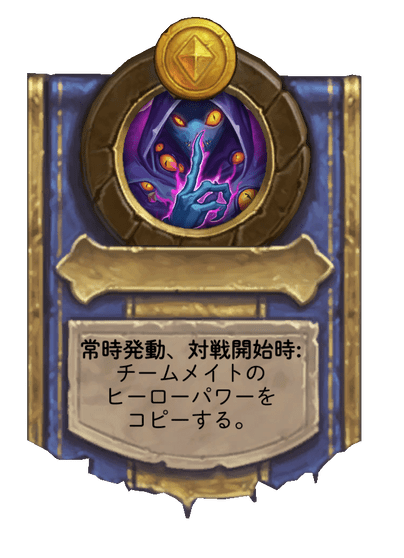 常時発動、対戦開始時:
チームメイトの
ヒーローパワーを
コピーする。